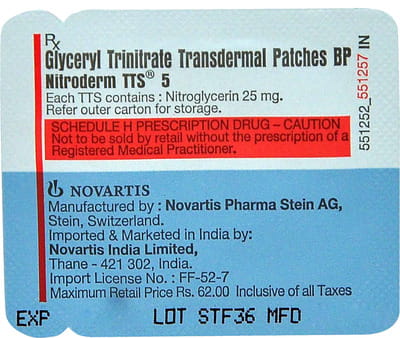 Rx
Glyceryl Trinitrate Transdermal Patches BP
Nitroderm TTS® 5
Each TTS contains : Nitroglycerin 25 mg.
Refer outer carton for storage.
SCHEDULE H PRESCRIPTION DRUG – CAUTION
Not to be sold by retail without the prescription of a
Registered Medical Practitioner.
551252_551257 IN
NOVARTIS
Manufactured by : Novartis Pharma Stein AG,
Stein, Switzerland.
Imported & Marketed in India by:
Novartis India Limited,
Thane - 421 302, India.
Import License No. : FF-52-7
Maximum Retail Price Rs. 62.00 Inclusive of all Taxes
EXP LOT STF36 MFD